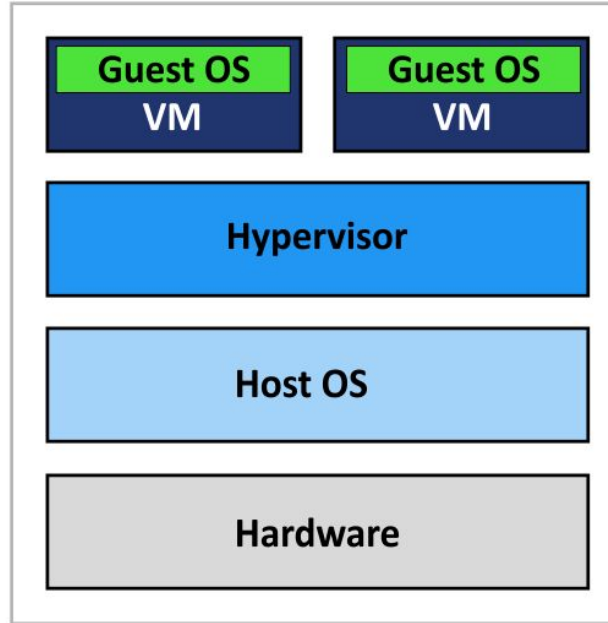 Guest OS
VM
Guest OS
VM
Hypervisor
Host OS
Hardware